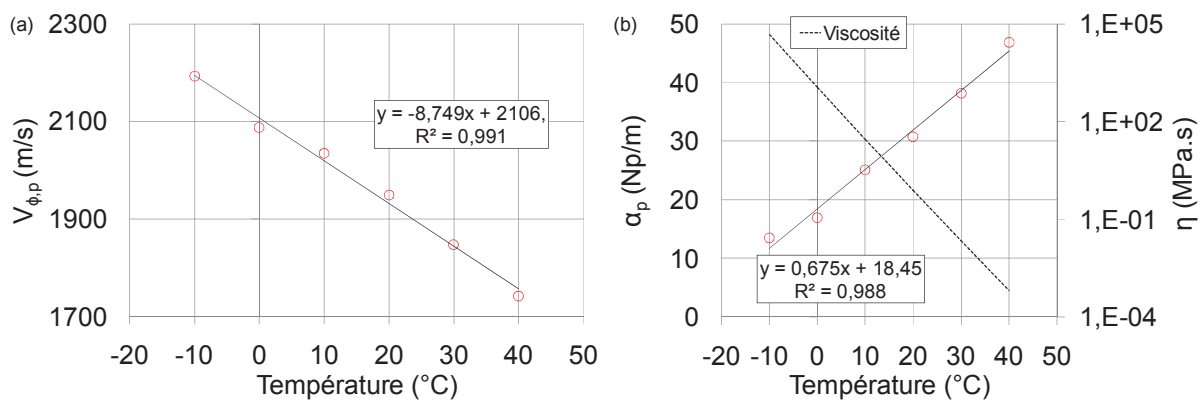 (a)
2300
2100
1900
1700
V ϕ,p (m/s)
y = -8,749x + 2106,
R² = 0,991
-20 -10 0 10 20 30 40 50
Température (°C)
(b)
50
40
30
20
10
0
αp (Np/m)
Viscosité
y = 0,675x + 18,45
R² = 0,988
1,E+05
1,E+02
1,E-01
1,E-04
η (MPa.s)
-20 -10 0 10 20 30 40 50
Température (°C)